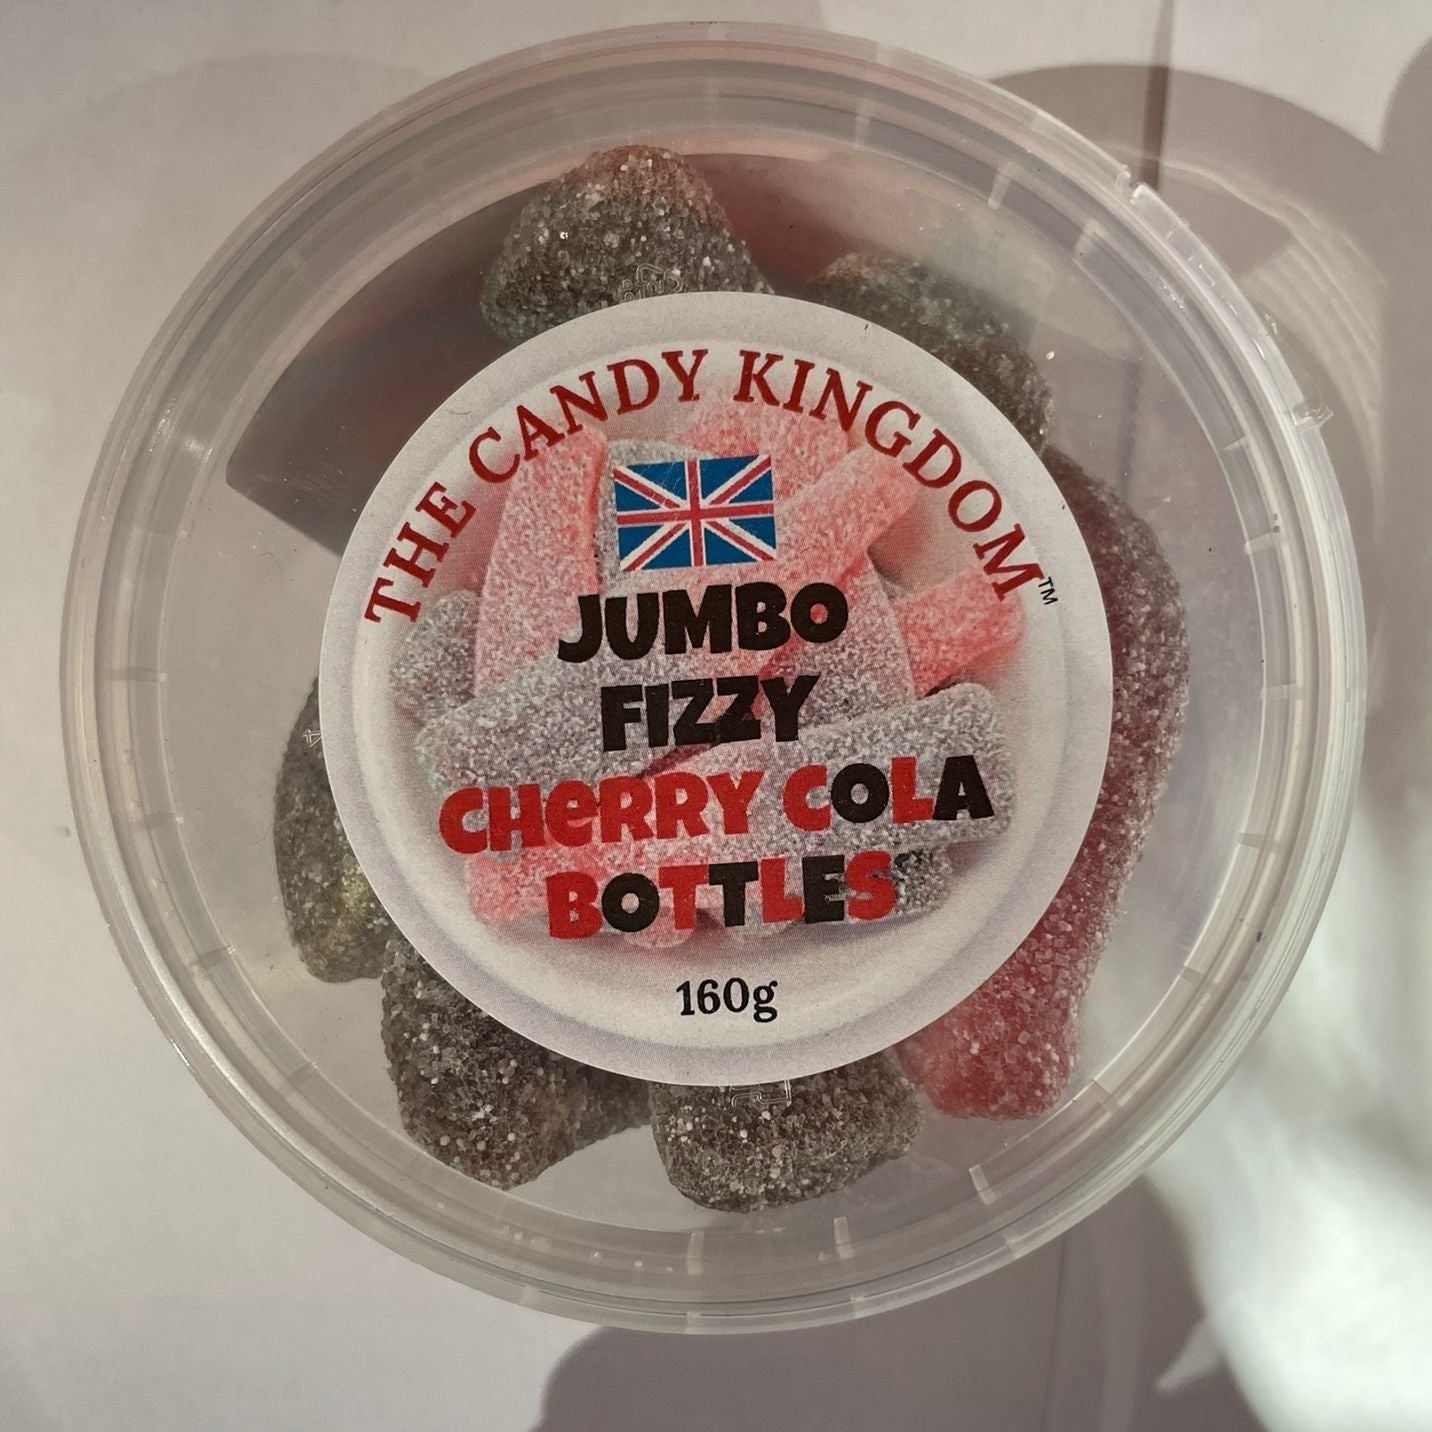 THE CANDY KINGDOM™
JUMBO
FIZZY
CHeRRY COLA
BOTTLES
160g